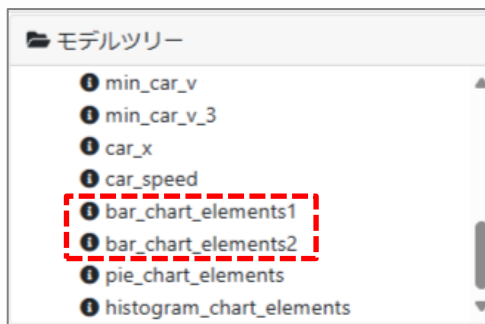 モデルツリー
min_car_v
min_car_v_3
car_x
car_speed
bar_chart_elements1
bar_chart_elements2
pie_chart_elements
histogram_chart_elements